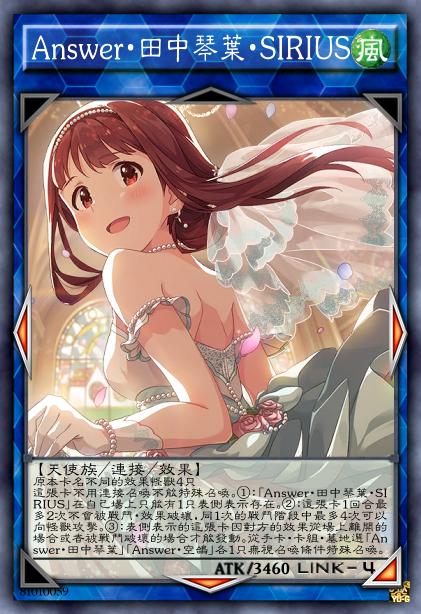 Answer・田中琴葉・SIRIUS 風
【天使族／連接／效果】
原本卡名不同的效果怪獸4只
這張卡不用連接召喚不能特殊召喚。①：「Answer・田中琴葉・SI
RIUS」在自己場上只能有1只表側表示存在。②：這張卡1回合最
多2次不會被戰鬥・效果破壞，同1次的戰鬥階段中最多4次可以
向怪獸攻擊。③：表側表示的這張卡因對方的效果從場上離開的
場合或者被戰鬥破壞的場合才能發動。從手卡・卡組・墓地選「An
swer・田中琴葉」「Answer・空鴿」各1只無視召喚條件特殊召喚。
ATK/3460 LINK-4
81010059